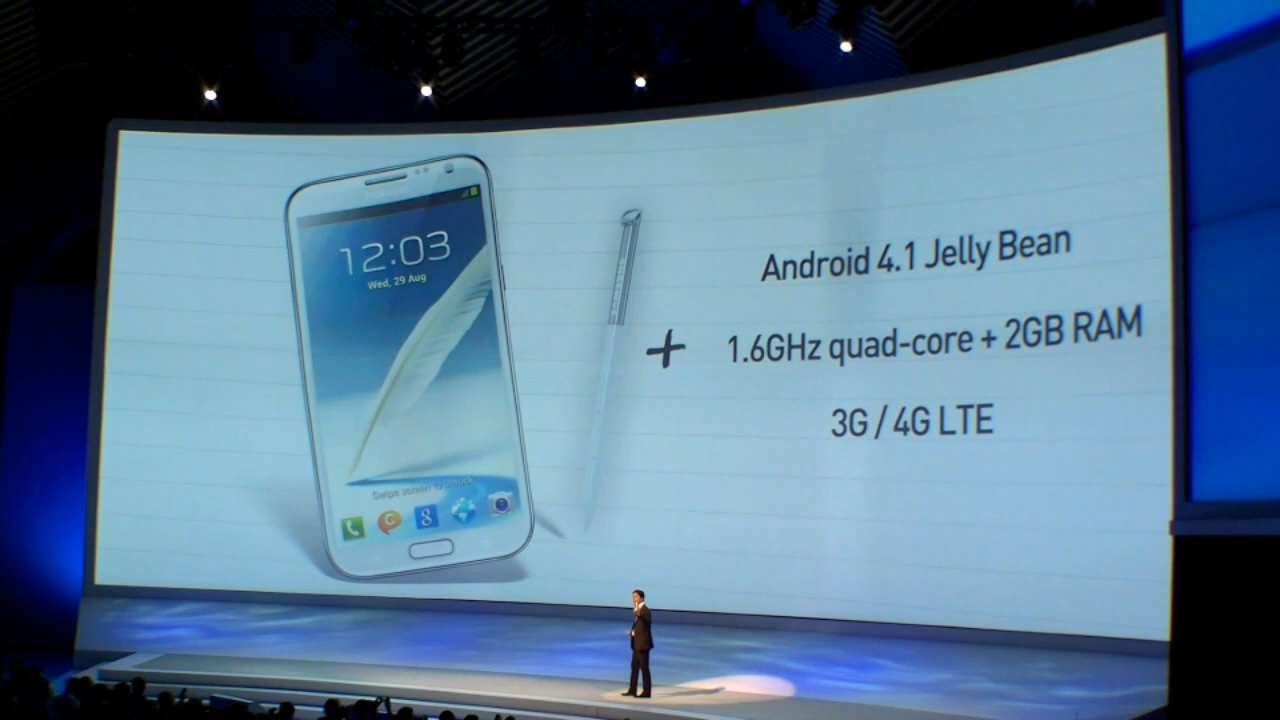 12:03
Wed, 29 Aug
Swipe screen to unlock
Android 4.1 Jelly Bean
+
1.6GHz quad-core + 2GB RAM
3G / 4G LTE